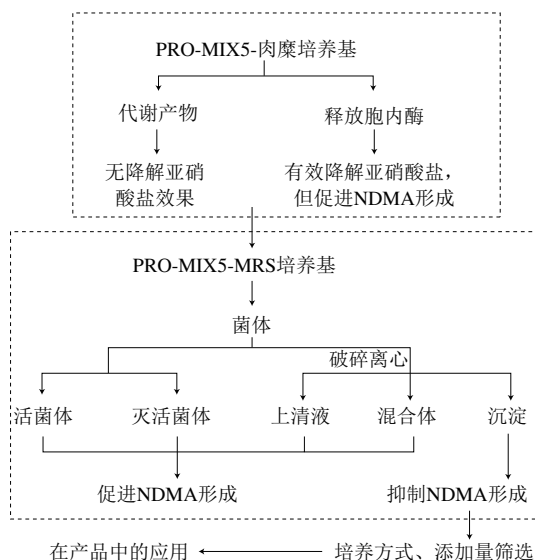 PRO-MIX5-肉糜培养基
代谢产物
释放胞内酶
无降解亚硝
酸盐效果
有效降解亚硝酸盐，
但促进NDMA形成
PRO-MIX5-MRS培养基
菌体
破碎离心
活菌体
灭活菌体
上清液
混合体
沉淀
促进NDMA形成
抑制NDMA形成
在产品中的应用
培养方式、添加量筛选